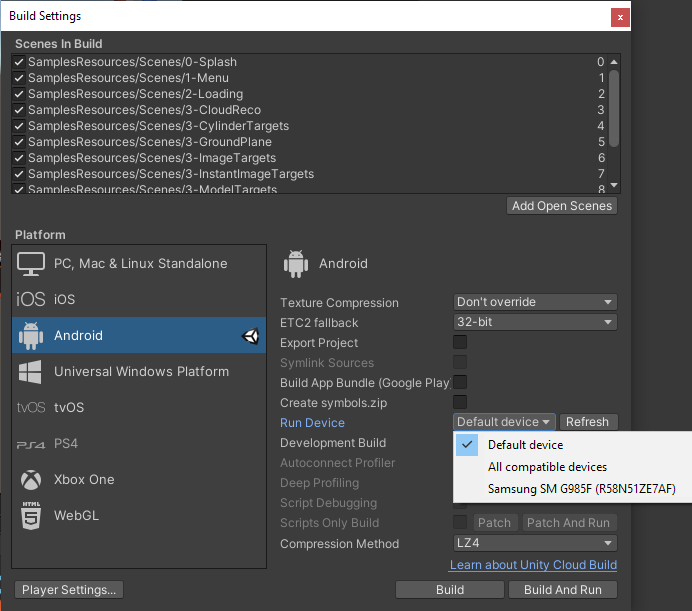 Build Settings
x
Scenes In Build
SamplesResources/Scenes/0-Splash 0
SamplesResources/Scenes/1-Menu 1
SamplesResources/Scenes/2-Loading 2
SamplesResources/Scenes/3-CloudReco 3
SamplesResources/Scenes/3-CylinderTargets 4
SamplesResources/Scenes/3-GroundPlane 5
SamplesResources/Scenes/3-ImageTargets 6
SamplesResources/Scenes/3-InstantImageTargets 7
SamplesResources/Scenes/3-ModelTargets 8
Add Open Scenes
Platform
PC, Mac & Linux Standalone
iOS iOS
Android
Universal Windows Platform
tvOS tvOS
PS4 PS4
Xbox One
HTML 5 WebGL
Android
Texture Compression Don't override
ETC2 fallback 32-bit
Export Project
Symlink Sources
Build App Bundle (Google Play
Create symbols.zip
Run Device Default device Refresh
Default device
All compatible devices
Samsung SM G985F (R58N51ZE7AF)
Development Build
Autoconnect Profiler
Deep Profiling
Script Debugging
Scripts Only Build Patch Patch And Run
Compression Method LZ4
Learn about Unity Cloud Build
Player Settings... Build Build And Run